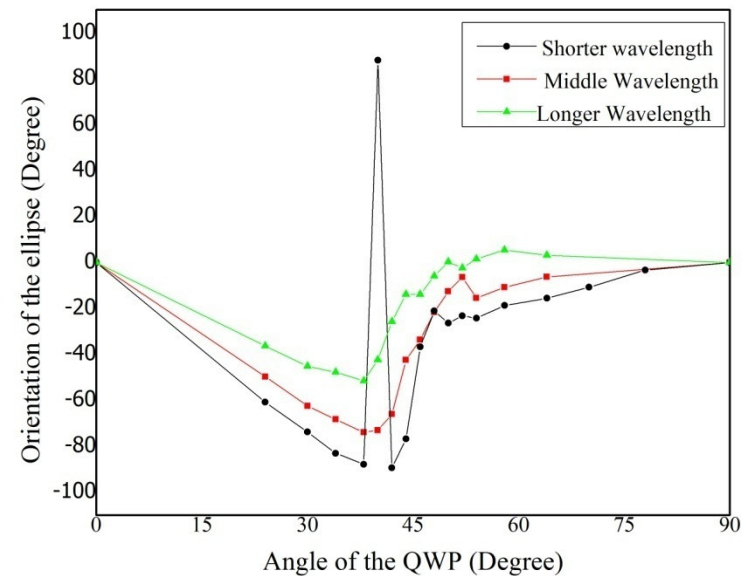 Orientation of the ellipse (Degree)
100
80
60
40
20
0
-20
-40
-60
-80
-100
Shorter wavelength
Middle Wavelength
Longer Wavelength
0 15 30 45 60 75 90
Angle of the QWP (Degree)